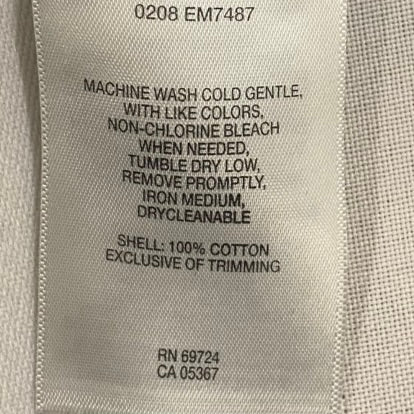 0208 EM7487
MACHINE WASH COLD GENTLE,
WITH LIKE COLORS,
NON-CHLORINE BLEACH
WHEN NEEDED,
TUMBLE DRY LOW,
REMOVE PROMPTLY,
IRON MEDIUM,
DRYCLEANABLE
SHELL: 100% COTTON
EXCLUSIVE OF TRIMMING
RN 69724
CA 05367